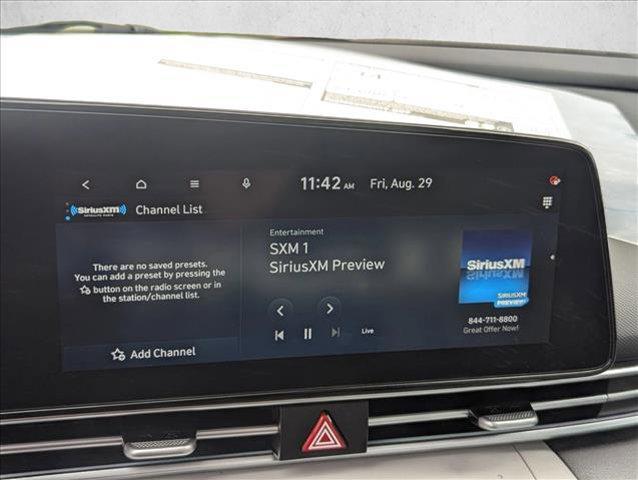 11:42 AM Fri, Aug. 29
SiriusXM
SATELLITE RADIO
Channel List
There are no saved presets.
You can add a preset by pressing the
button on the radio screen or in
the station/channel list.
Add Channel
Entertainment
SXM 1
SiriusXM Preview
Live
SiriusXM
SIRIUSXM
PREVIEW
844-711-8800
Great Offer Now!